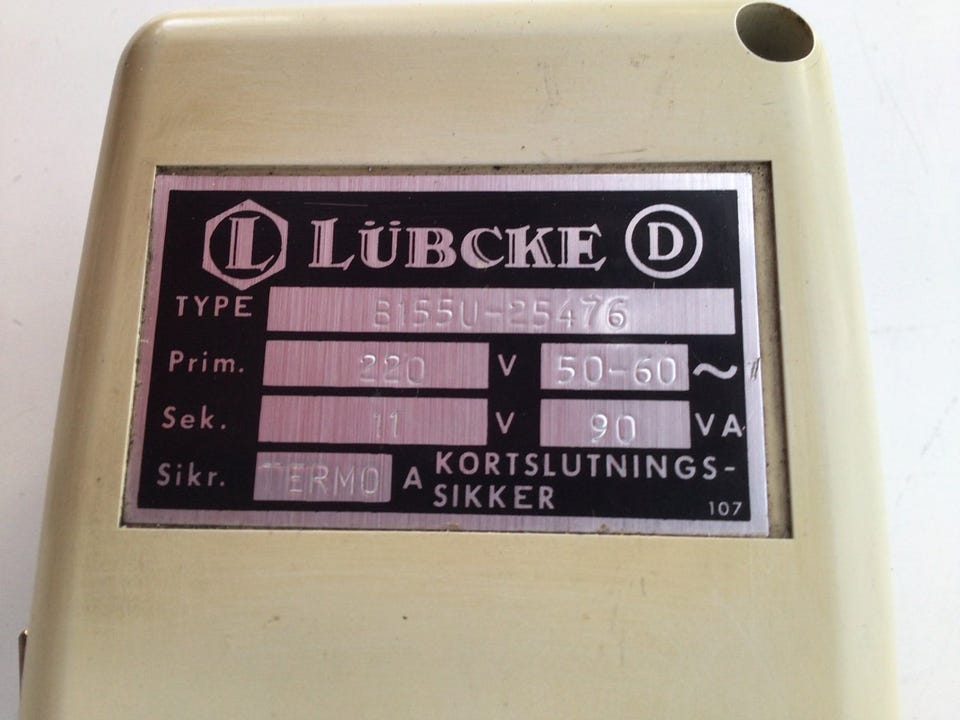 L LÜBCKE D
TYPE B155U-25476
Prim. 220 V 50-60 ~
Sek. 11 V 90 VA
Sikr. TERMO A KORTSLUTNINGS-
SIKKER 107